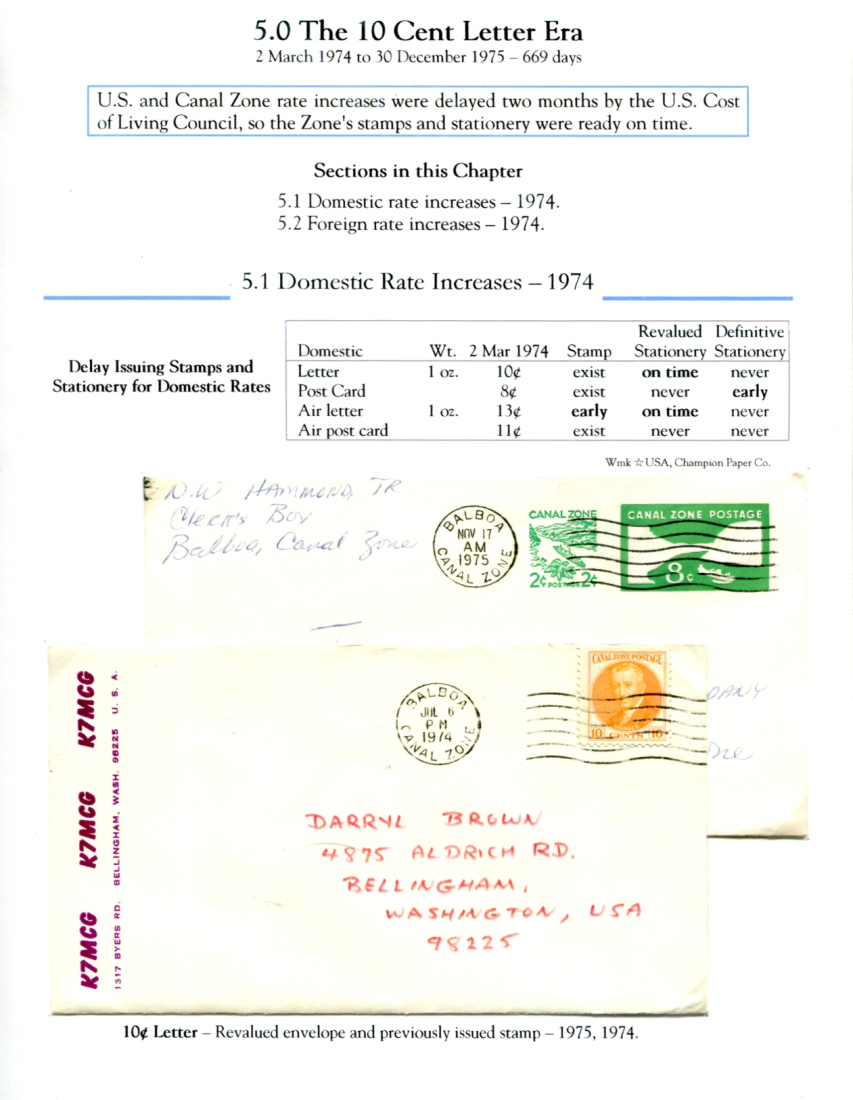 5.0 The 10 Cent Letter Era
2 March 1974 to 30 December 1975 – 669 days
U.S. and Canal Zone rate increases were delayed two months by the U.S. Cost
of Living Council, so the Zone's stamps and stationery were ready on time.
Sections in this Chapter
5.1 Domestic rate increases – 1974.
5.2 Foreign rate increases – 1974.
5.1 Domestic Rate Increases – 1974
Delay Issuing Stamps and
Stationery for Domestic Rates
Revalued Definitive
Domestic Wt. 2 Mar 1974 Stamp Stationery Stationery
Letter 1 oz. 10¢ exist on time never
Post Card 8¢ exist never early
Air letter 1 oz. 13¢ early on time never
Air post card 11¢ exist never never
Wmk ☆ USA, Champion Paper Co.
N.W. HAMMOND, JR
Balboa, Canal Zone
BALBOA
NOV 17
AM
1975
CANAL ZONE
CANAL ZONE
2¢ POSTAGE 2¢
CANAL ZONE POSTAGE
8¢
K7MCG K7MCG K7MCG
1317 BYERS RD. BELLINGHAM, WASH. 98225 U. S. A.
BALBOA
JUL 6
PM
1974
CANAL ZONE
CANAL ZONE POSTAGE
10 CENTS 10
DARRYL BROWN
4875 ALDRICH RD.
BELLINGHAM,
WASHINGTON, USA
98225
10¢ Letter – Revalued envelope and previously issued stamp – 1975, 1974.